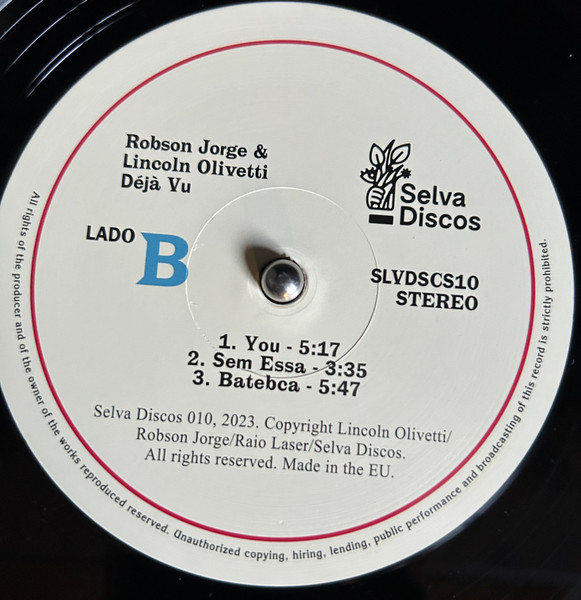 Robson Jorge &
Lincoln Olivetti
Déjà Vu
Selva
Discos
LADO B
SLVDSCS10
STEREO
1. You - 5:17
2. Sem Essa - 3:35
3. Batebca - 5:47
Selva Discos 010, 2023. Copyright Lincoln Olivetti/
Robson Jorge/Raio Laser/Selva Discos.
All rights reserved. Made in the EU.
All rights of the producer and of the owner of the works reproduced reserved. Unauthorized copying, hiring, lending, public performance and broadcasting of this record is strictly prohibited.